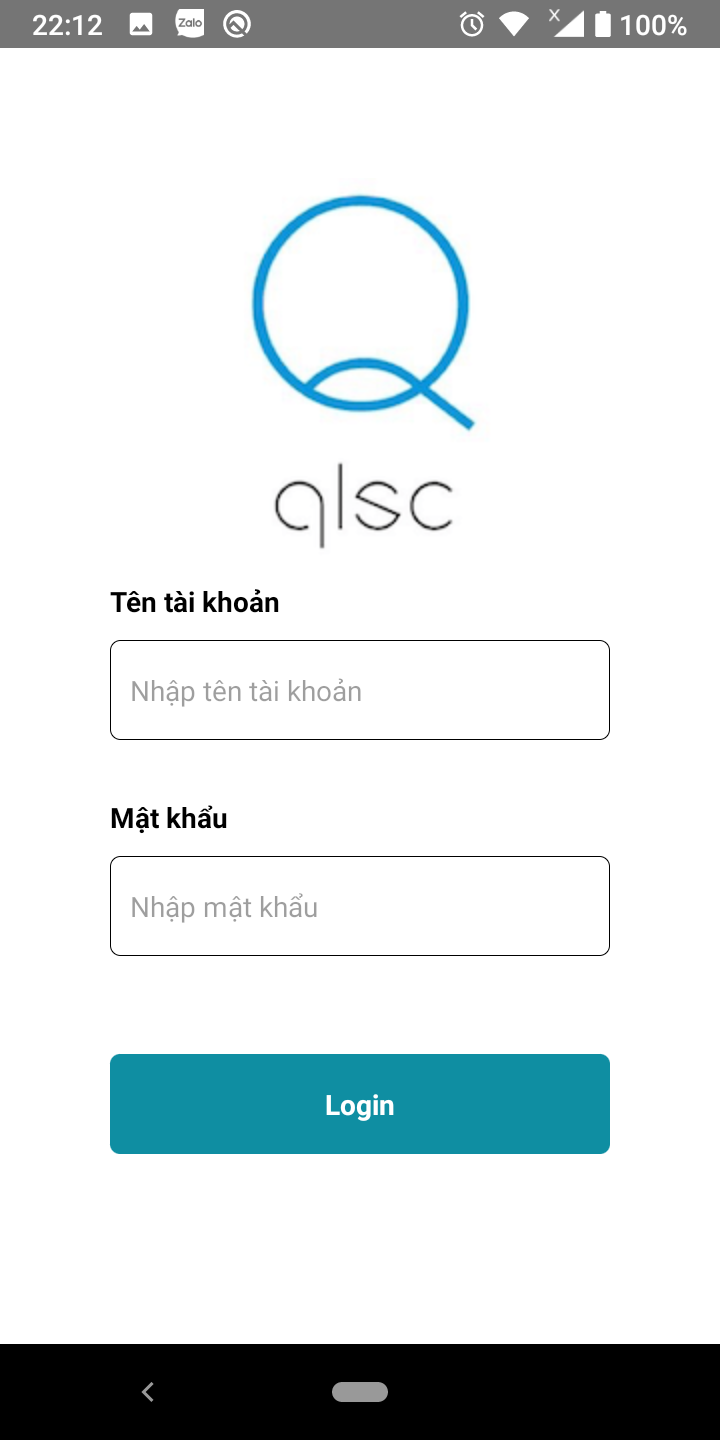 22:12 Zalo X 100%
qlsc
Tên tài khoản
Nhập tên tài khoản
Mật khẩu
Nhập mật khẩu
Login